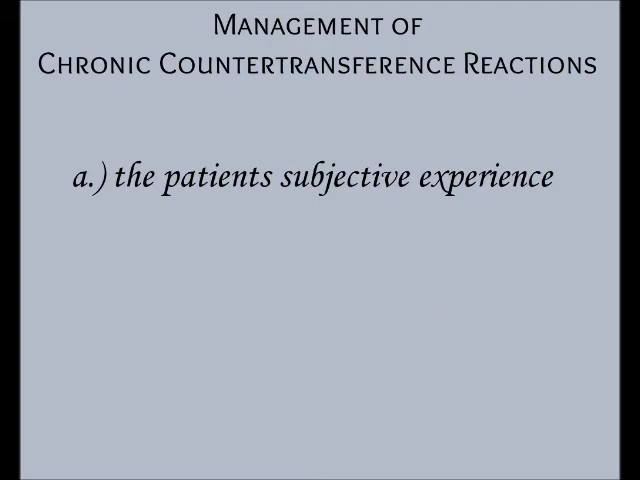 Management of
Chronic Countertransference Reactions
a.) the patients subjective experience